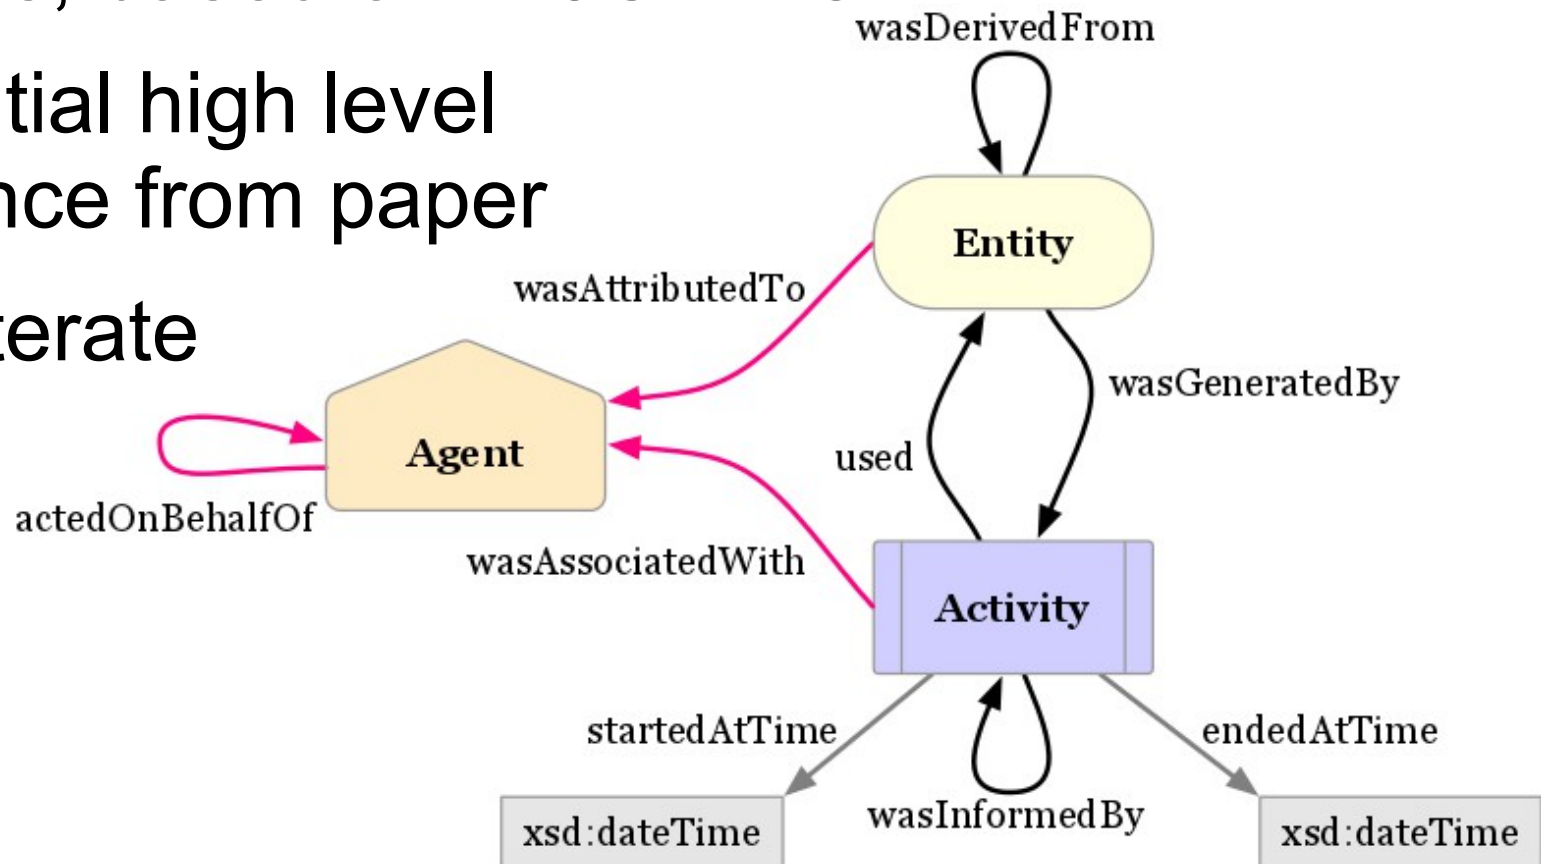 tial high level
nce from paper
terate
wasDerivedFrom
Entity
wasAttributedTo
wasGeneratedBy
used
Agent
actedOnBehalfOf
wasAssociatedWith
Activity
startedAtTime
endedAtTime
wasInformedBy
xsd:dateTime
xsd:dateTime